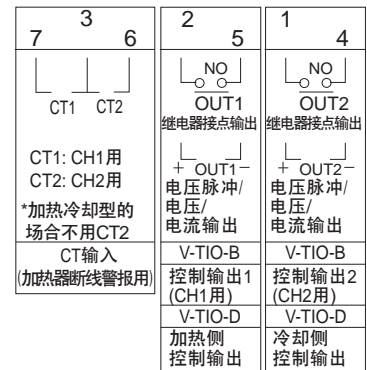 3
7 6
CT1 CT2
CT1: CH1用
CT2: CH2用
*加热冷却型的
场合不用CT2
CT输入
(加热器断线警报用)
2
5
NO
OUT1
继电器接点输出
+ OUT1−
电压脉冲/
电压/
电流输出
V-TIO-B
控制输出1
(CH1用)
V-TIO-D
加热侧
控制输出
1
4
NO
OUT2
继电器接点输出
+ OUT2−
电压脉冲/
电压/
电流输出
V-TIO-B
控制输出2
(CH2用)
V-TIO-D
冷却侧
控制输出